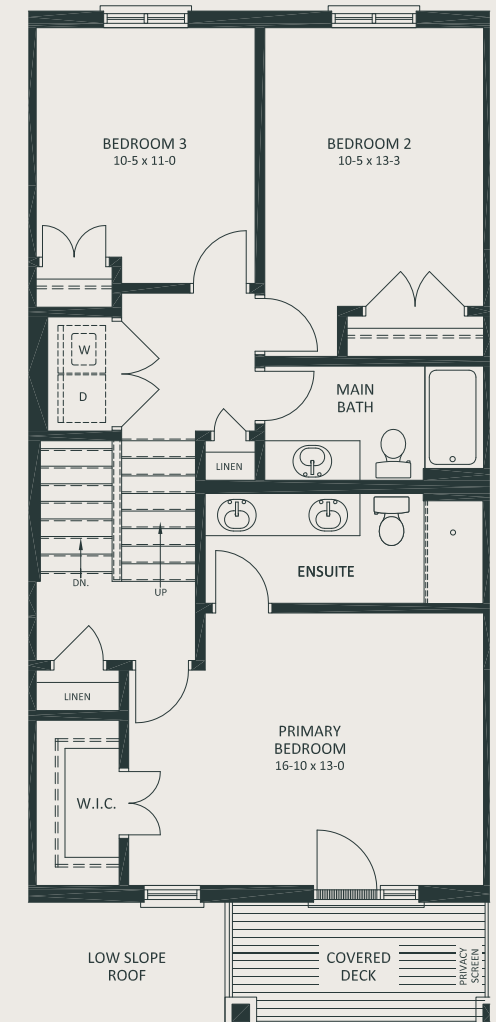 BEDROOM 3
10-5 x 11-0
BEDROOM 2
10-5 x 13-3
W
D
MAIN
BATH
LINEN
DN.
UP
ENSUITE
LINEN
PRIMARY
BEDROOM
16-10 x 13-0
W.I.C.
LOW SLOPE
ROOF
COVERED
DECK
PRIVACY
SCREEN